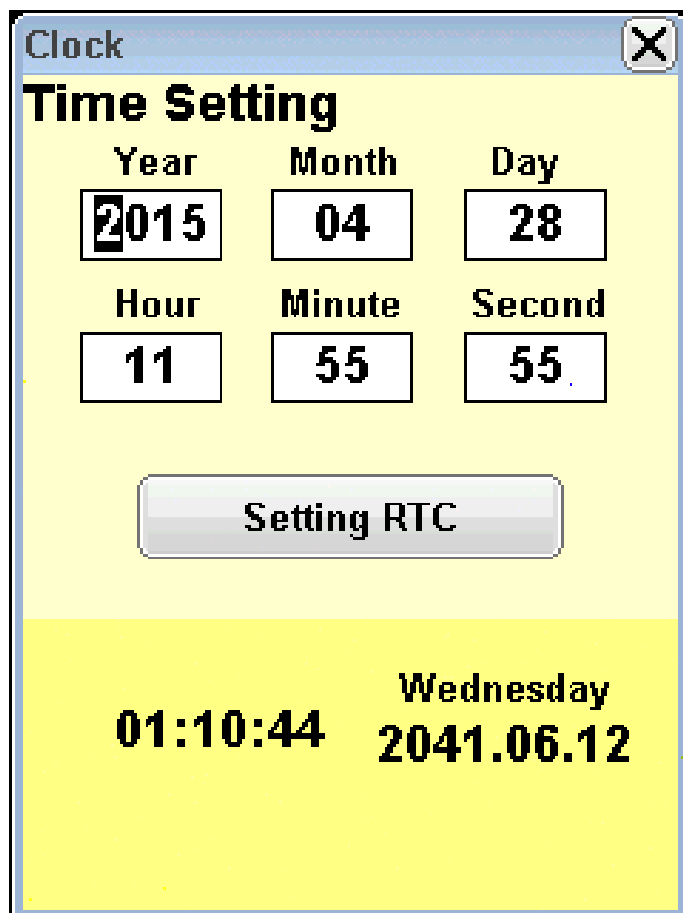 Clock
Time Setting
Year Month Day
2015 04 28
Hour Minute Second
11 55 55
Setting RTC
Wednesday
01:10:44 2041.06.12